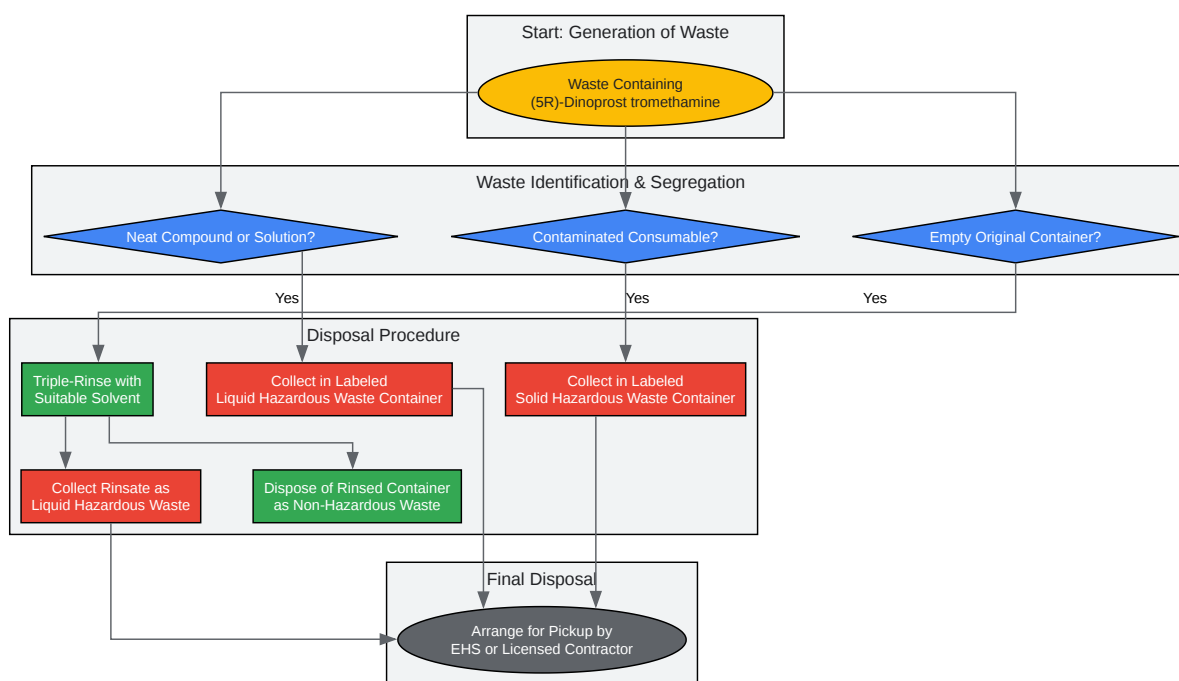 Start: Generation of Waste
Waste Containing
(5R)-Dinoprost tromethamine
Waste Identification & Segregation
Neat Compound or Solution?
Contaminated Consumable?
Empty Original Container?
Yes
Yes
Yes
Disposal Procedure
Triple-Rinse with
Suitable Solvent
Collect in Labeled
Liquid Hazardous Waste Container
Collect in Labeled
Solid Hazardous Waste Container
Collect Rinsate as
Liquid Hazardous Waste
Dispose of Rinsed Container
as Non-Hazardous Waste
Final Disposal
Arrange for Pickup by
EHS or Licensed Contractor